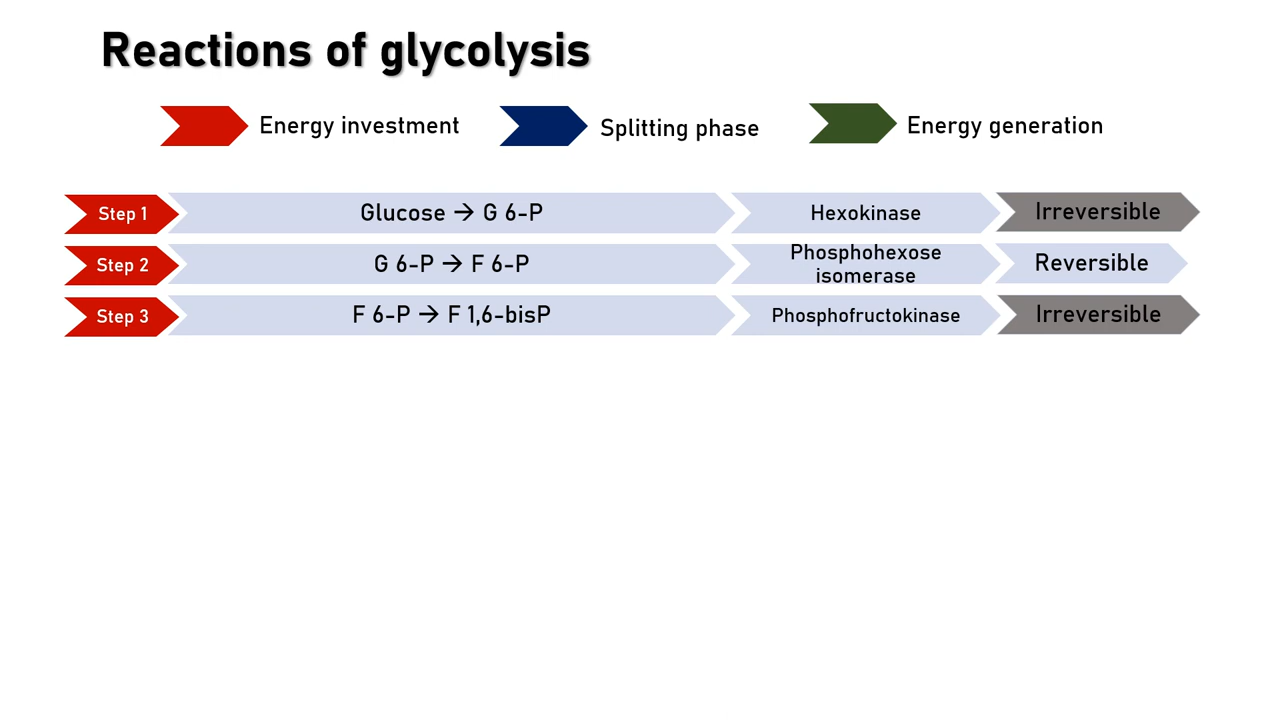 Reactions of glycolysis
Energy investment
Splitting phase
Energy generation
Step 1
Glucose → G 6-P
Hexokinase
Irreversible
Step 2
G 6-P → F 6-P
Phosphohexose
isomerase
Reversible
Step 3
F 6-P → F 1,6-bisP
Phosphofructokinase
Irreversible